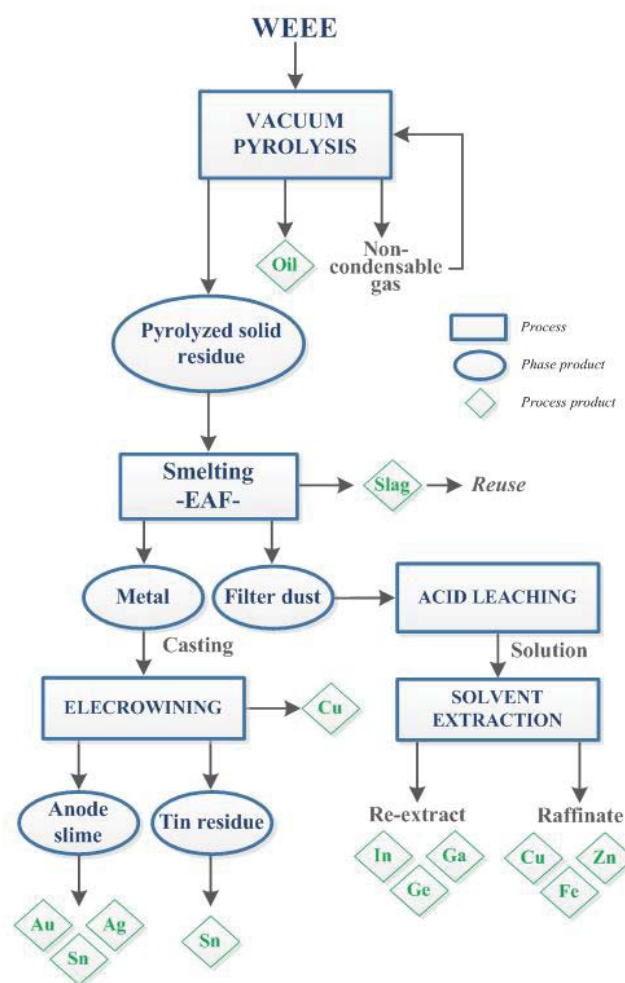 WEEE
VACUUM
PYROLYSIS
Oil
Non-
condensable
gas
Pyrolyzed solid
residue
Process
Phase product
Process product
Smelting
-EAF-
Slag
Reuse
Metal
Filter dust
ACID LEACHING
Casting
Solution
ELECROWINING
Cu
SOLVENT
EXTRACTION
Anode
slime
Tin residue
Re-extract
Raffinate
In
Ga
Ge
Cu
Zn
Fe
Au
Ag
Sn
Sn